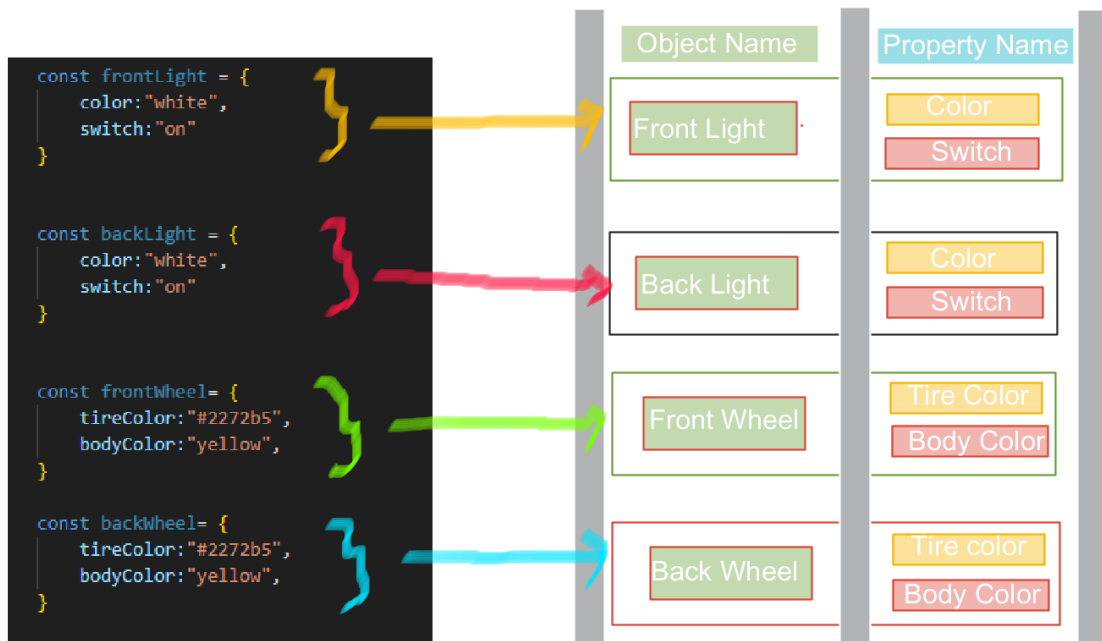 const frontLight = {
color:"white",
switch:"on"
}
const backLight = {
color:"white",
switch:"on"
}
const frontWheel= {
tireColor:"#2272b5",
bodyColor:"yellow",
}
const backWheel= {
tireColor:"#2272b5",
bodyColor:"yellow",
}
Object Name
Property Name
Front Light
Color
Switch
Back Light
Color
Switch
Front Wheel
Tire Color
Body Color
Back Wheel
Tire color
Body Color